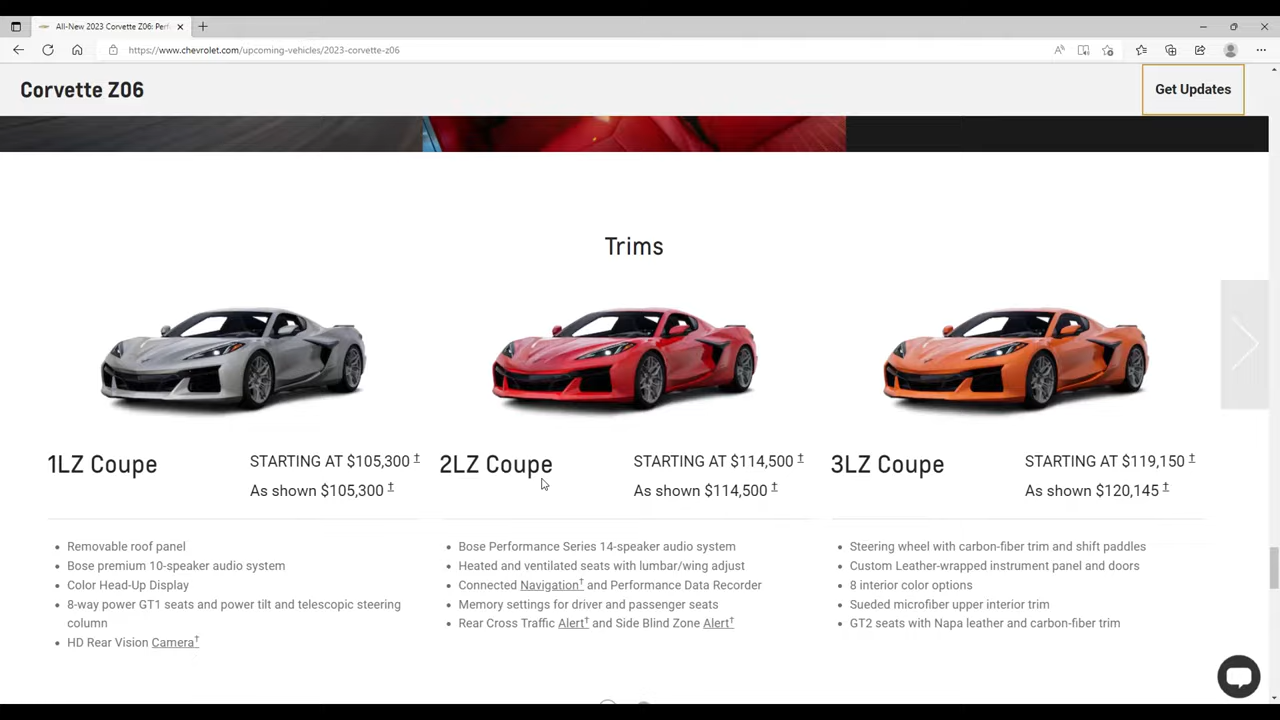 All-New 2023 Corvette Z06: Perf
https://www.chevrolet.com/upcoming-vehicles/2023-corvette-z06
Corvette Z06
Get Updates
Trims
1LZ Coupe
STARTING AT $105,300 †
As shown $105,300 †
Removable roof panel
Bose premium 10-speaker audio system
Color Head-Up Display
8-way power GT1 seats and power tilt and telescopic steering
column
HD Rear Vision Camera†
2LZ Coupe
STARTING AT $114,500 †
As shown $114,500 †
Bose Performance Series 14-speaker audio system
Heated and ventilated seats with lumbar/wing adjust
Connected Navigation† and Performance Data Recorder
Memory settings for driver and passenger seats
Rear Cross Traffic Alert† and Side Blind Zone Alert†
3LZ Coupe
STARTING AT $119,150 †
As shown $120,145 †
Steering wheel with carbon-fiber trim and shift paddles
Custom Leather-wrapped instrument panel and doors
8 interior color options
Sueded microfiber upper interior trim
GT2 seats with Napa leather and carbon-fiber trim